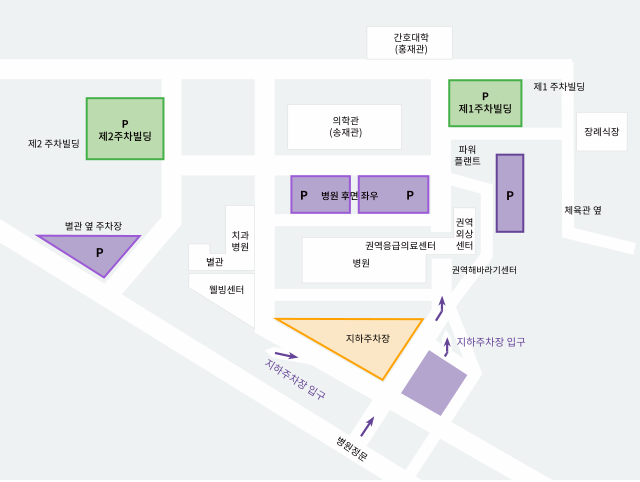 간호대학
(홍재관)
제1 주차빌딩
P
제1주차빌딩
P
제2주차빌딩
제2 주차빌딩
의학관
(송재관)
장례식장
파워
플랜트
P
병원 후면 좌우
P
P
체육관 옆
별관 옆 주차장
P
치과
병원
별관
웰빙센터
권역
외상
센터
권역응급의료센터
병원
권역해바라기센터
지하주차장
지하주차장 입구
지하주차장 입구
병원정문